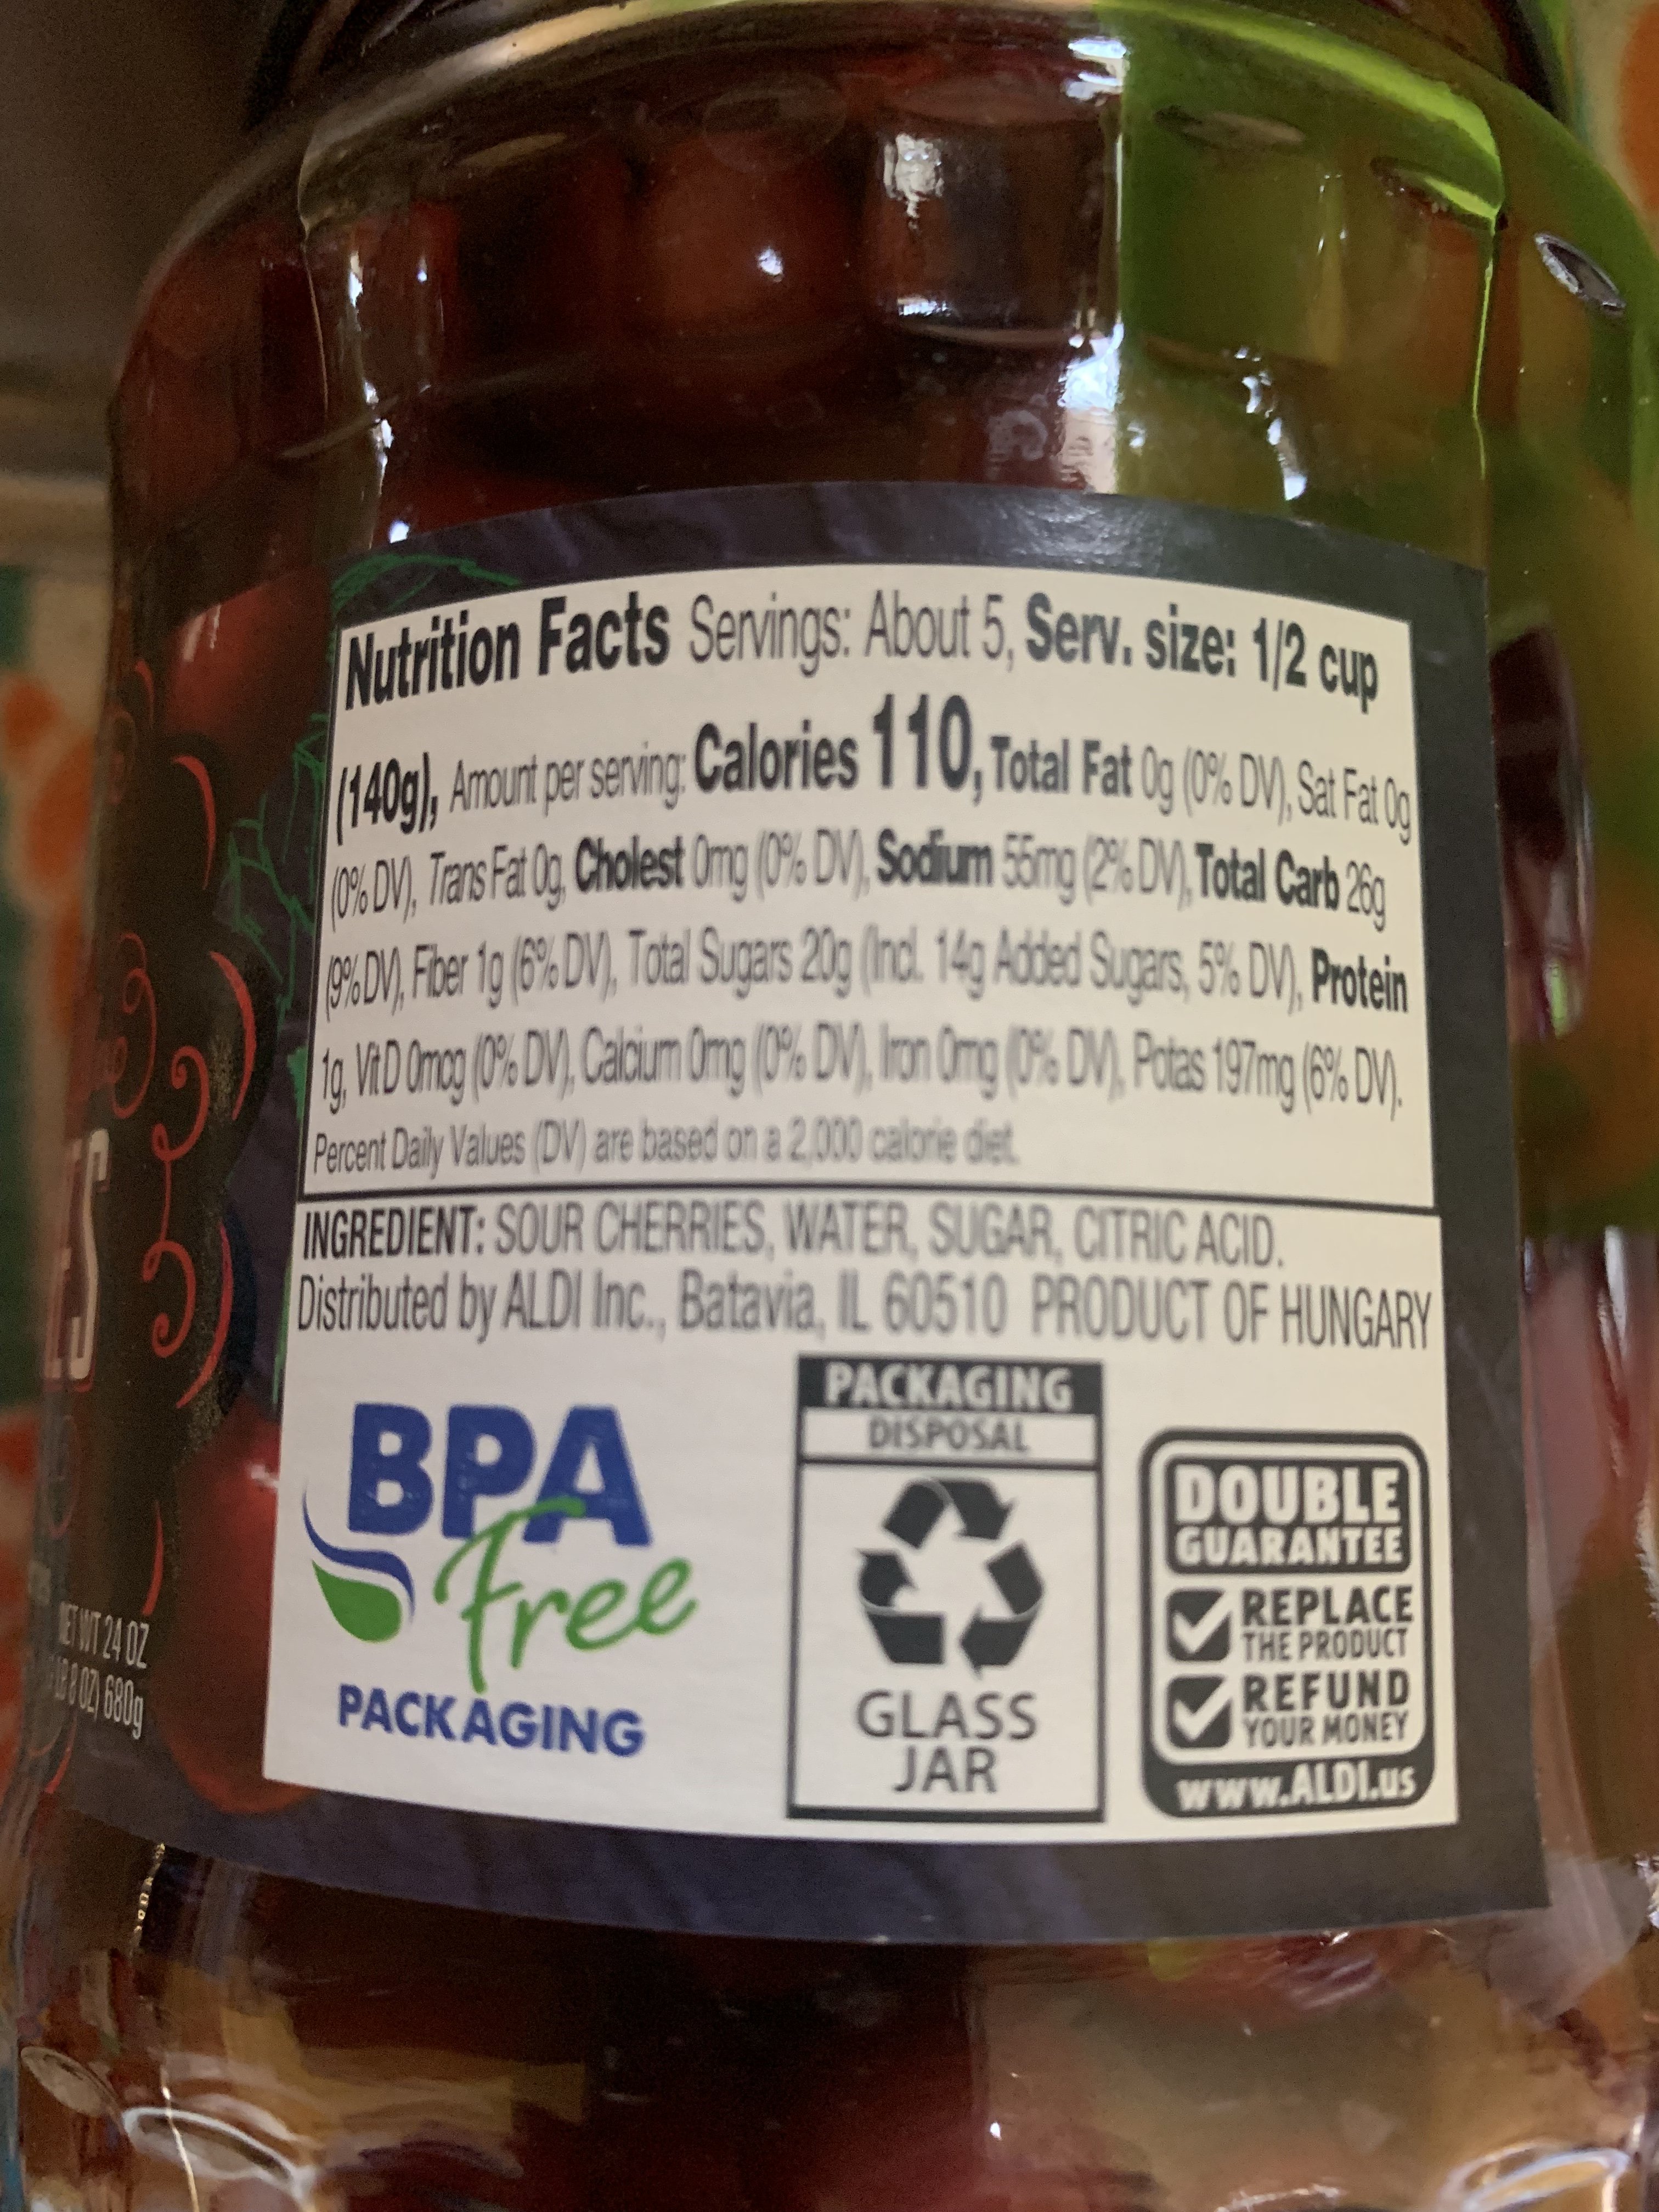 Nutrition Facts Servings: About 5, Serv. size: 1/2 cup
(140g), Amount per serving: Calories 110, Total Fat 0g (0% DV), Sat Fat 0g
(0% DV), Trans Fat 0g, Cholest 0mg (0% DV), Sodium 55mg (2% DV), Total Carb 26g
(9% DV), Fiber 1g (6% DV), Total Sugars 20g (Incl. 14g Added Sugars, 5% DV), Protein
1g, Vit D 0mcg (0% DV), Calcium 0mg (0% DV), Iron 0mg (0% DV), Potas 197mg (6% DV).
Percent Daily Values (DV) are based on a 2,000 calorie diet.
INGREDIENT: SOUR CHERRIES, WATER, SUGAR, CITRIC ACID.
Distributed by ALDI Inc., Batavia, IL 60510 PRODUCT OF HUNGARY
BPA
Free
PACKAGING
PACKAGING
DISPOSAL
GLASS
JAR
DOUBLE
GUARANTEE
REPLACE
THE PRODUCT
REFUND
YOUR MONEY
www.ALDI.us
ES
NET WT 24 OZ
LB 8 OZ) 680g